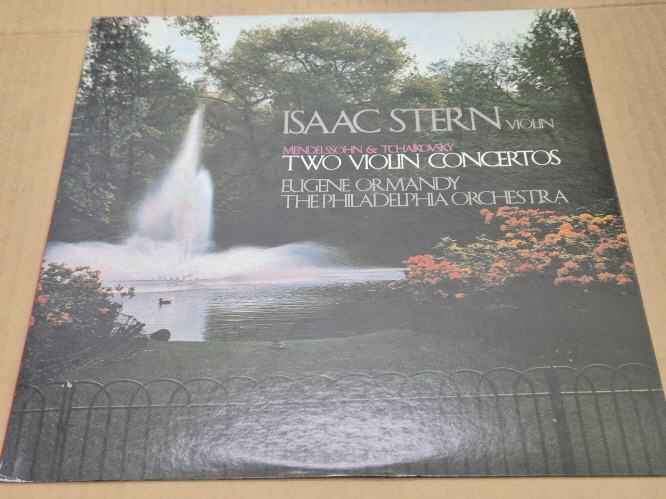 ISAAC STERN VIOLIN
MENDELSSOHN & TCHAIKOVSKY
TWO VIOLIN CONCERTOS
EUGENE ORMANDY
THE PHILADELPHIA ORCHESTRA